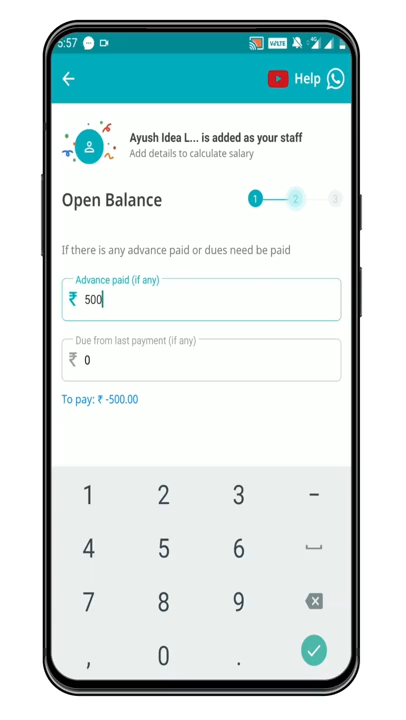 5:57
VoLTE 4G
Help
Ayush Idea L... is added as your staff
Add details to calculate salary
Open Balance
1 2 3
If there is any advance paid or dues need be paid
Advance paid (if any)
₹ 500
Due from last payment (if any)
₹ 0
To pay: ₹ -500.00
1 2 3 -
4 5 6
7 8 9
, 0 .